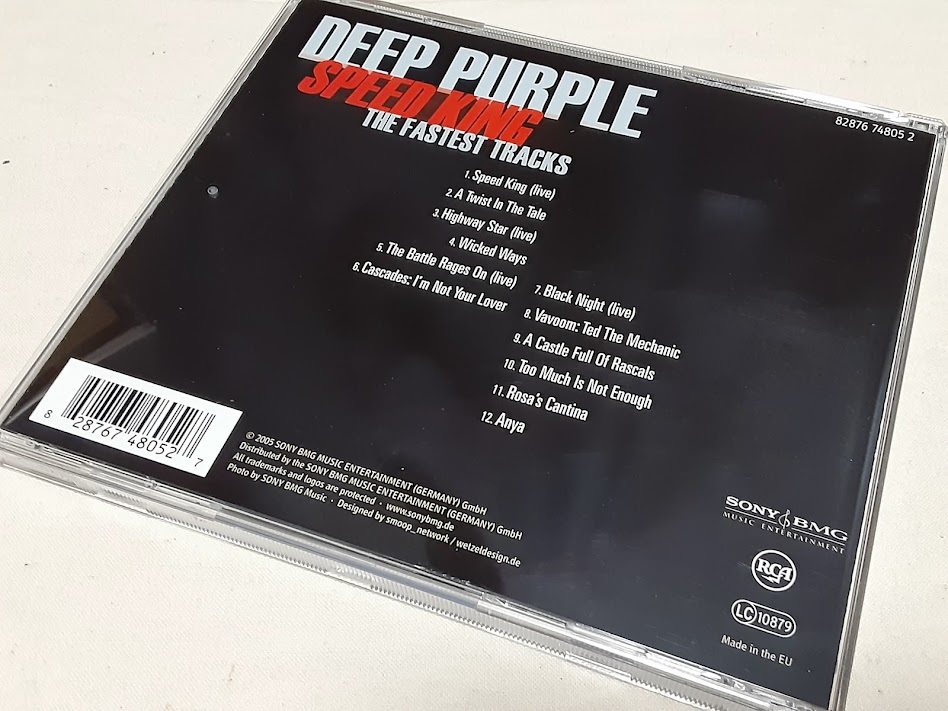 DEEP PURPLE
SPEED KING
THE FASTEST TRACKS
82876 74805 2
1. Speed King (live)
2. A Twist In The Tale
3. Highway Star (live)
4. Wicked Ways
5. The Battle Rages On (live)
6. Cascades: I'm Not Your Lover
7. Black Night (live)
8. Vavoom: Ted The Mechanic
9. A Castle Full Of Rascals
10. Too Much Is Not Enough
11. Rosa's Cantina
12. Anya
8 28767 48052 7
© 2005 SONY BMG MUSIC ENTERTAINMENT (GERMANY) GmbH
Distributed by the SONY BMG MUSIC ENTERTAINMENT (GERMANY) GmbH
All trademarks and logos are protected · www.sonybmg.de
Photo by SONY BMG Music · Designed by smoop_network / wetzeldesign.de
SONY BMG
MUSIC ENTERTAINMENT
RCA
LC 10879
Made in the EU